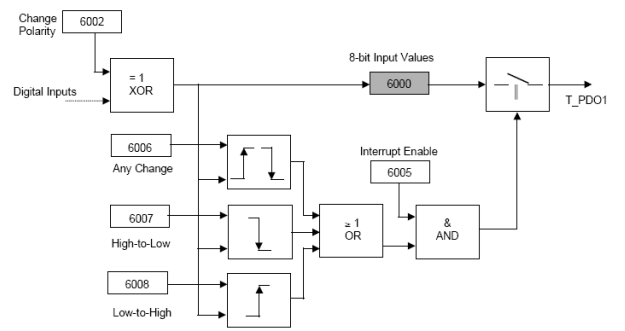 Change
Polarity
6002
= 1
XOR
Digital Inputs
8-bit Input Values
6000
T_PDO1
6006
Any Change
Interrupt Enable
6005
6007
High-to-Low
≥ 1
OR
&
AND
6008
Low-to-High